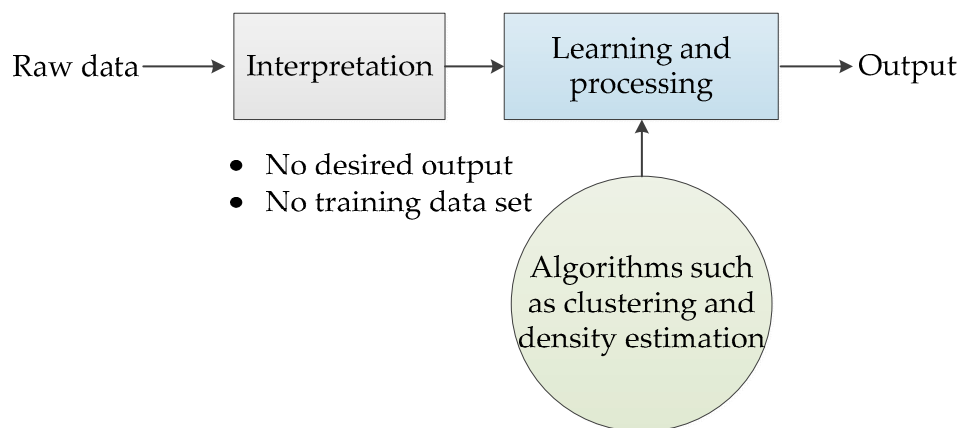 Raw data
Interpretation
Learning and
processing
Output
• No desired output
• No training data set
Algorithms such
as clustering and
density estimation